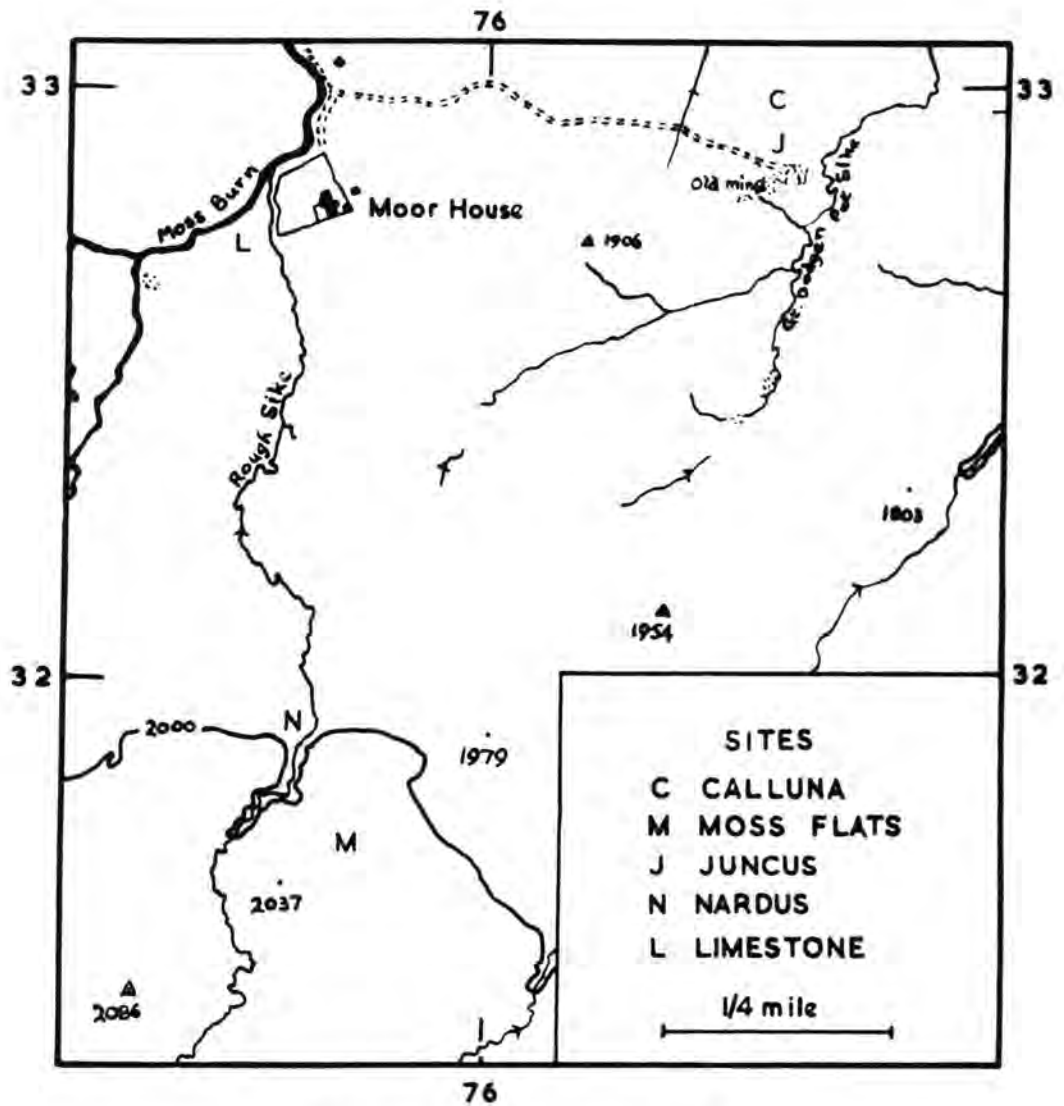 76
33
33
C
J
Moss Burn
Old mine
Sike
Moor House
L
1906
Rough Sike
1803
1954
32
32
2000
N
1979
M
2037
2086
SITES
C CALLUNA
M MOSS FLATS
J JUNCUS
N NARDUS
L LIMESTONE
1/4 mile
76